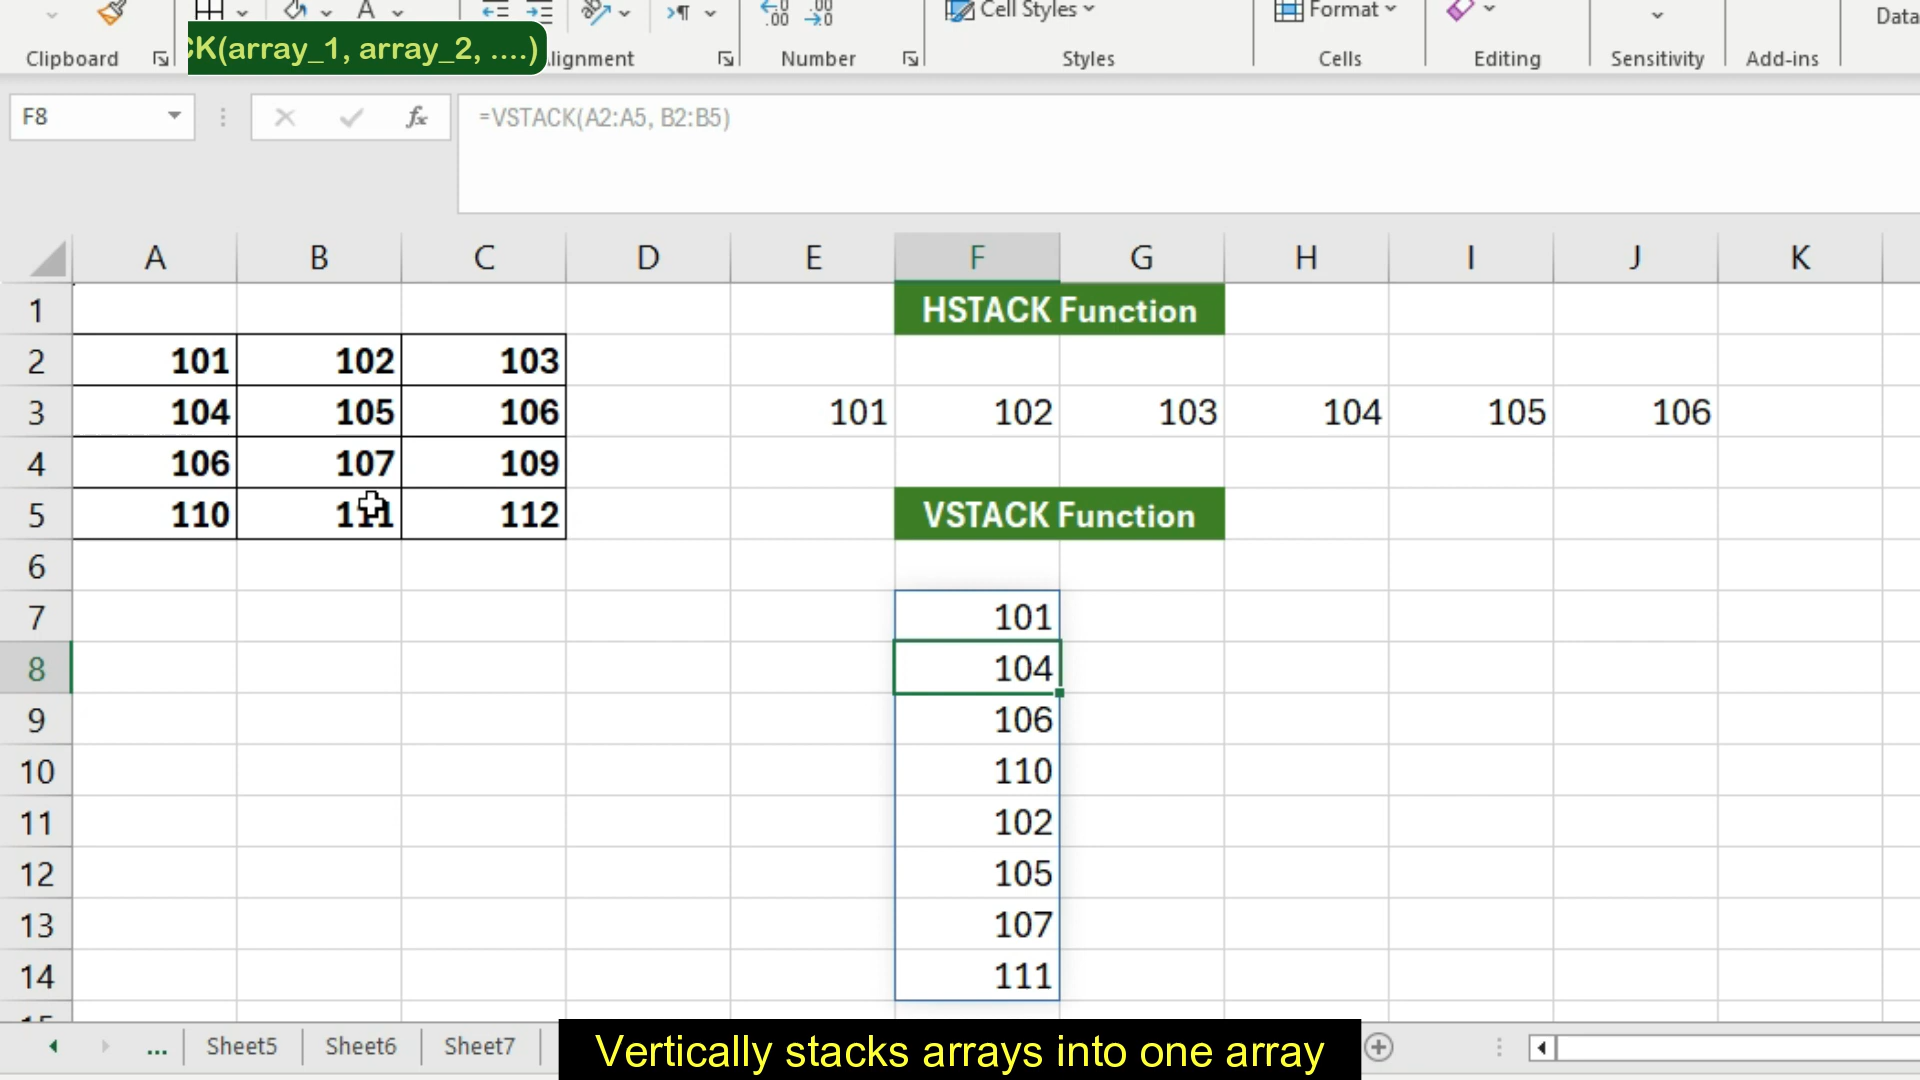 Cell Styles
Format
Data
Clipboard
CK(array_1, array_2, ....)
lignment
Number
Styles
Cells
Editing
Sensitivity
Add-ins
F8
fx
=VSTACK(A2:A5, B2:B5)
A B C D E F G H I J K
1 HSTACK Function
2 101 102 103
3 104 105 106 101 102 103 104 105 106
4 106 107 109
5 110 111 112 VSTACK Function
6
7 101
8 104
9 106
10 110
11 102
12 105
13 107
14 111
15
... Sheet5 Sheet6 Sheet7
Vertically stacks arrays into one array